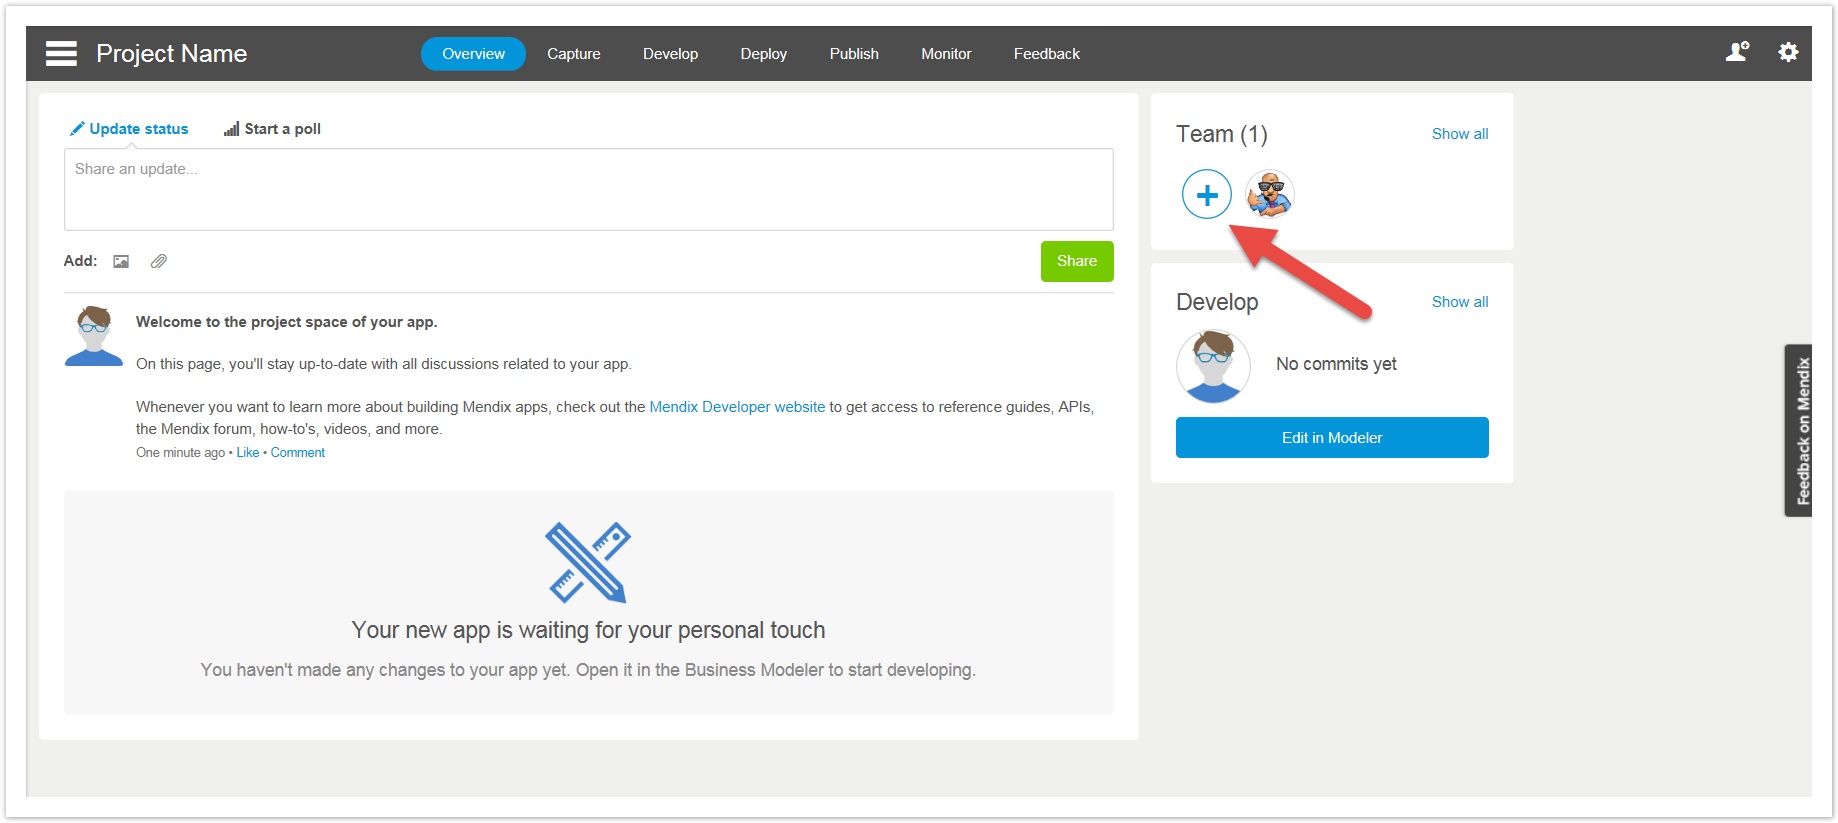 Project Name
Overview
Capture
Develop
Deploy
Publish
Monitor
Feedback
Update status
Start a poll
Share an update...
Add:
Share
Welcome to the project space of your app.
On this page, you'll stay up-to-date with all discussions related to your app.
Whenever you want to learn more about building Mendix apps, check out the Mendix Developer website to get access to reference guides, APIs,
the Mendix forum, how-to's, videos, and more.
One minute ago • Like • Comment
Your new app is waiting for your personal touch
You haven't made any changes to your app yet. Open it in the Business Modeler to start developing.
Team (1)
Show all
Develop
Show all
No commits yet
Edit in Modeler
Feedback on Mendix